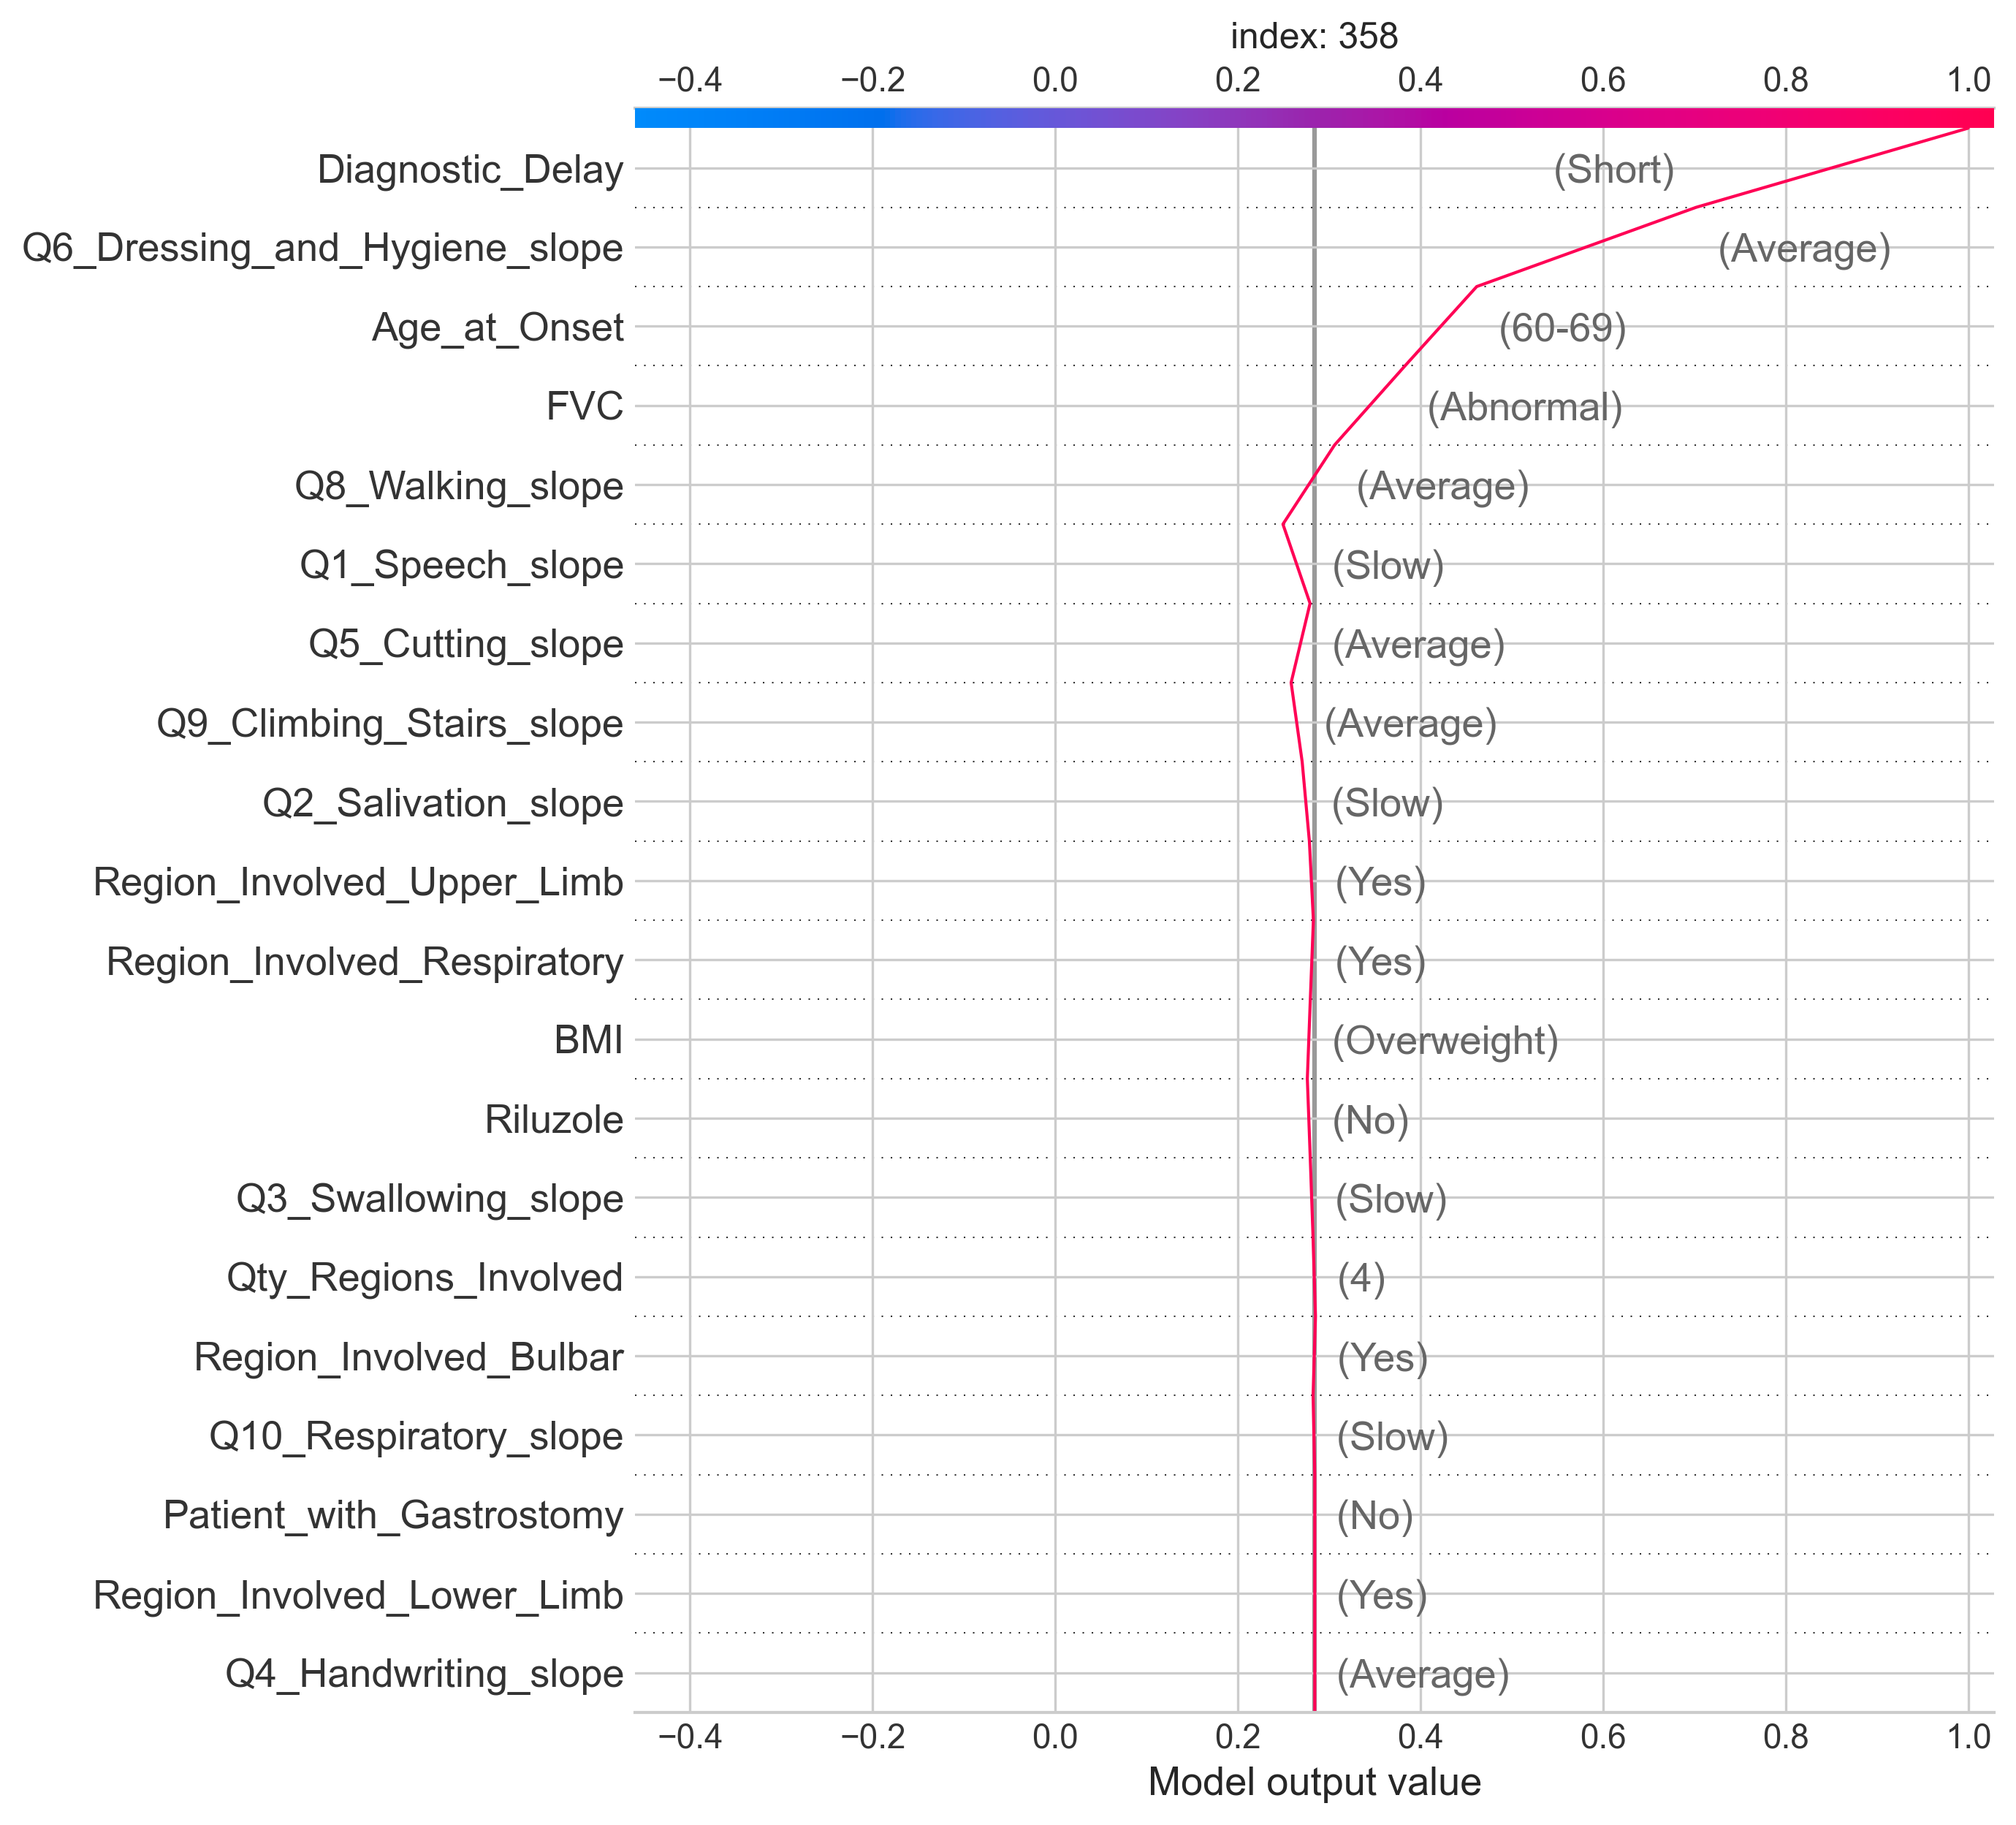 index: 358
−0.4 −0.2 0.0 0.2 0.4 0.6 0.8 1.0
Diagnostic_Delay (Short)
Q6_Dressing_and_Hygiene_slope (Average)
Age_at_Onset (60-69)
FVC (Abnormal)
Q8_Walking_slope (Average)
Q1_Speech_slope (Slow)
Q5_Cutting_slope (Average)
Q9_Climbing_Stairs_slope (Average)
Q2_Salivation_slope (Slow)
Region_Involved_Upper_Limb (Yes)
Region_Involved_Respiratory (Yes)
BMI (Overweight)
Riluzole (No)
Q3_Swallowing_slope (Slow)
Qty_Regions_Involved (4)
Region_Involved_Bulbar (Yes)
Q10_Respiratory_slope (Slow)
Patient_with_Gastrostomy (No)
Region_Involved_Lower_Limb (Yes)
Q4_Handwriting_slope (Average)
−0.4 −0.2 0.0 0.2 0.4 0.6 0.8 1.0
Model output value